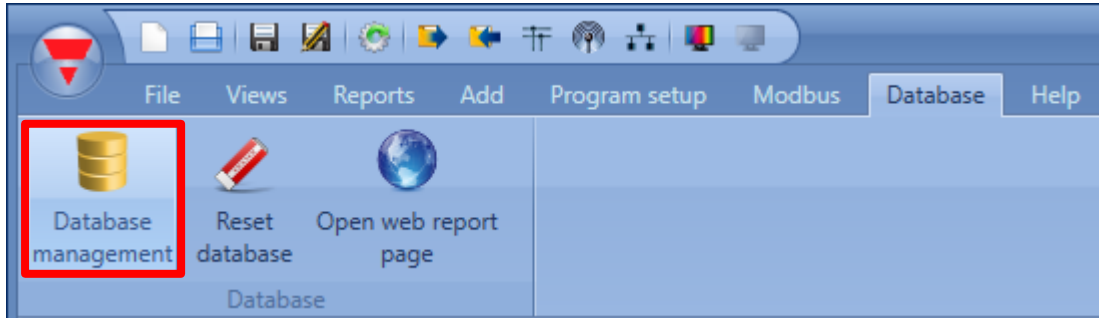 File Views Reports Add Program setup Modbus Database Help
Database management
Reset database
Open web report page
Database